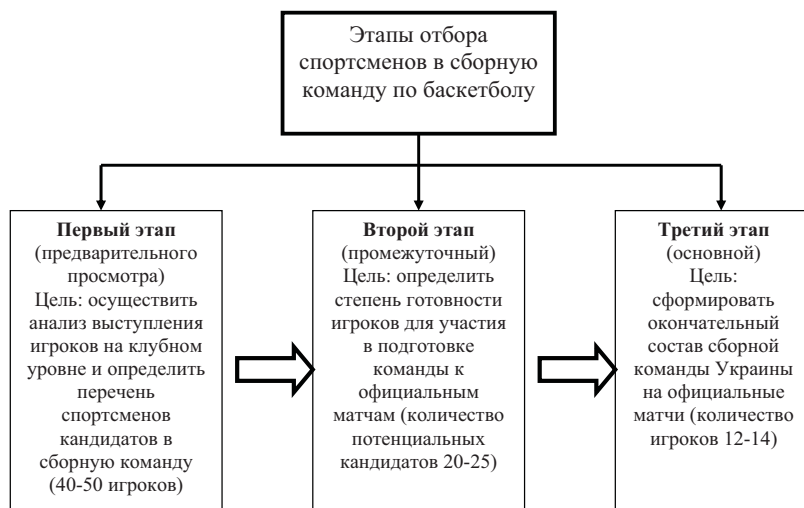 Этапы отбора
спортсменов в сборную
команду по баскетболу
Первый этап
(предварительного
просмотра)
Цель: осуществить
анализ выступления
игроков на клубном
уровне и определить
перечень
спортсменов
кандидатов в
сборную команду
(40-50 игроков)
Второй этап
(промежуточный)
Цель: определить
степень готовности
игроков для участия
в подготовке
команды к
официальным
матчам (количество
потенциальных
кандидатов 20-25)
Третий этап
(основной)
Цель:
сформировать
окончательный
состав сборной
команды Украины
на официальные
матчи (количество
игроков 12-14)